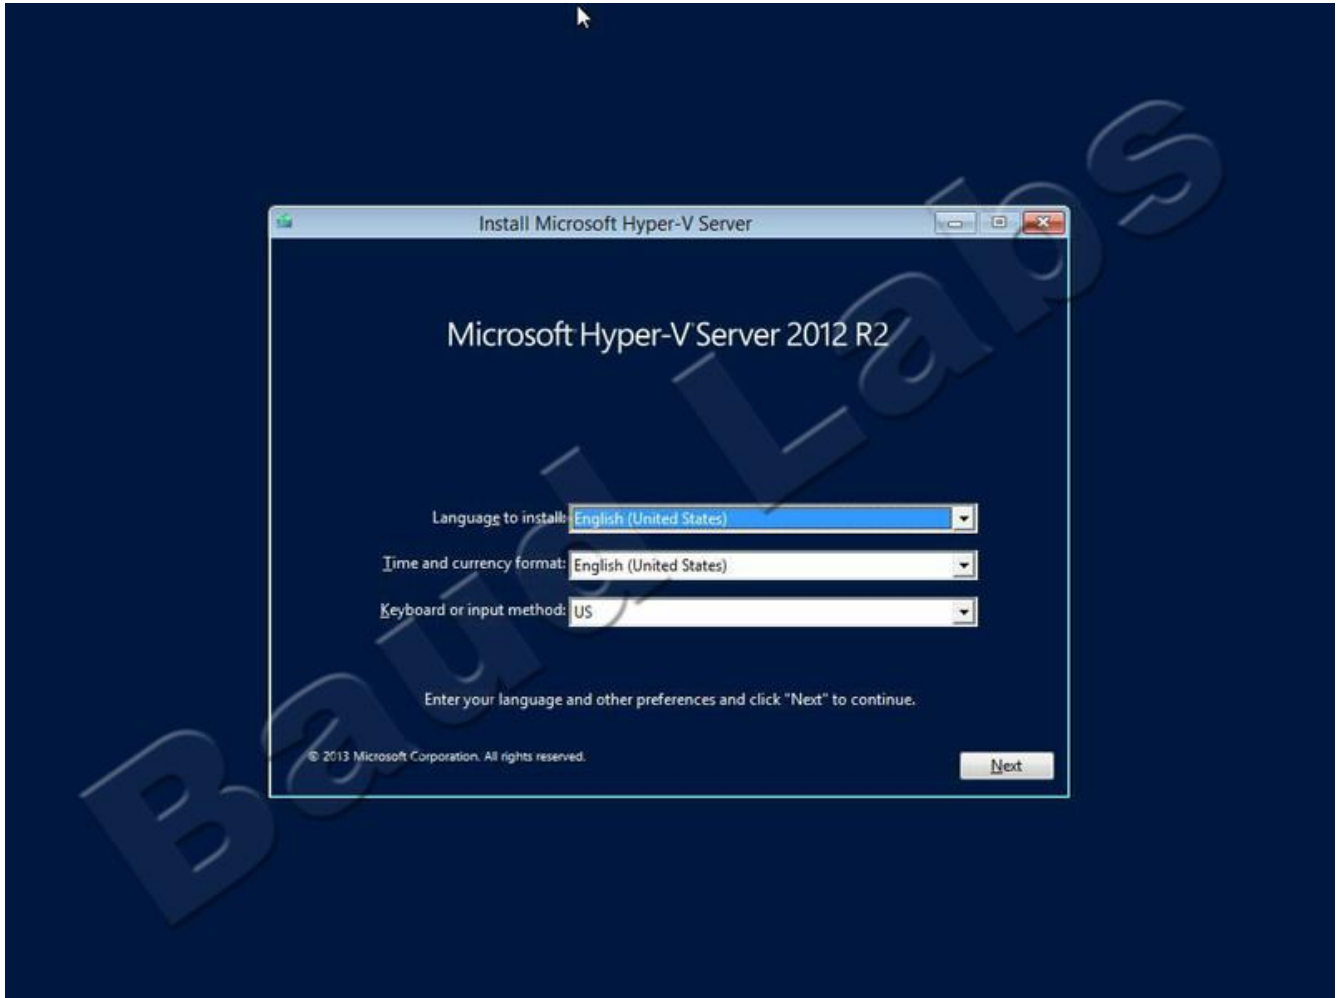 Install Microsoft Hyper-V Server
Microsoft Hyper-V Server 2012 R2
Language to install: English (United States)
Time and currency format: English (United States)
Keyboard or input method: US
Enter your language and other preferences and click "Next" to continue.
© 2013 Microsoft Corporation. All rights reserved.
Next
Baud Labs